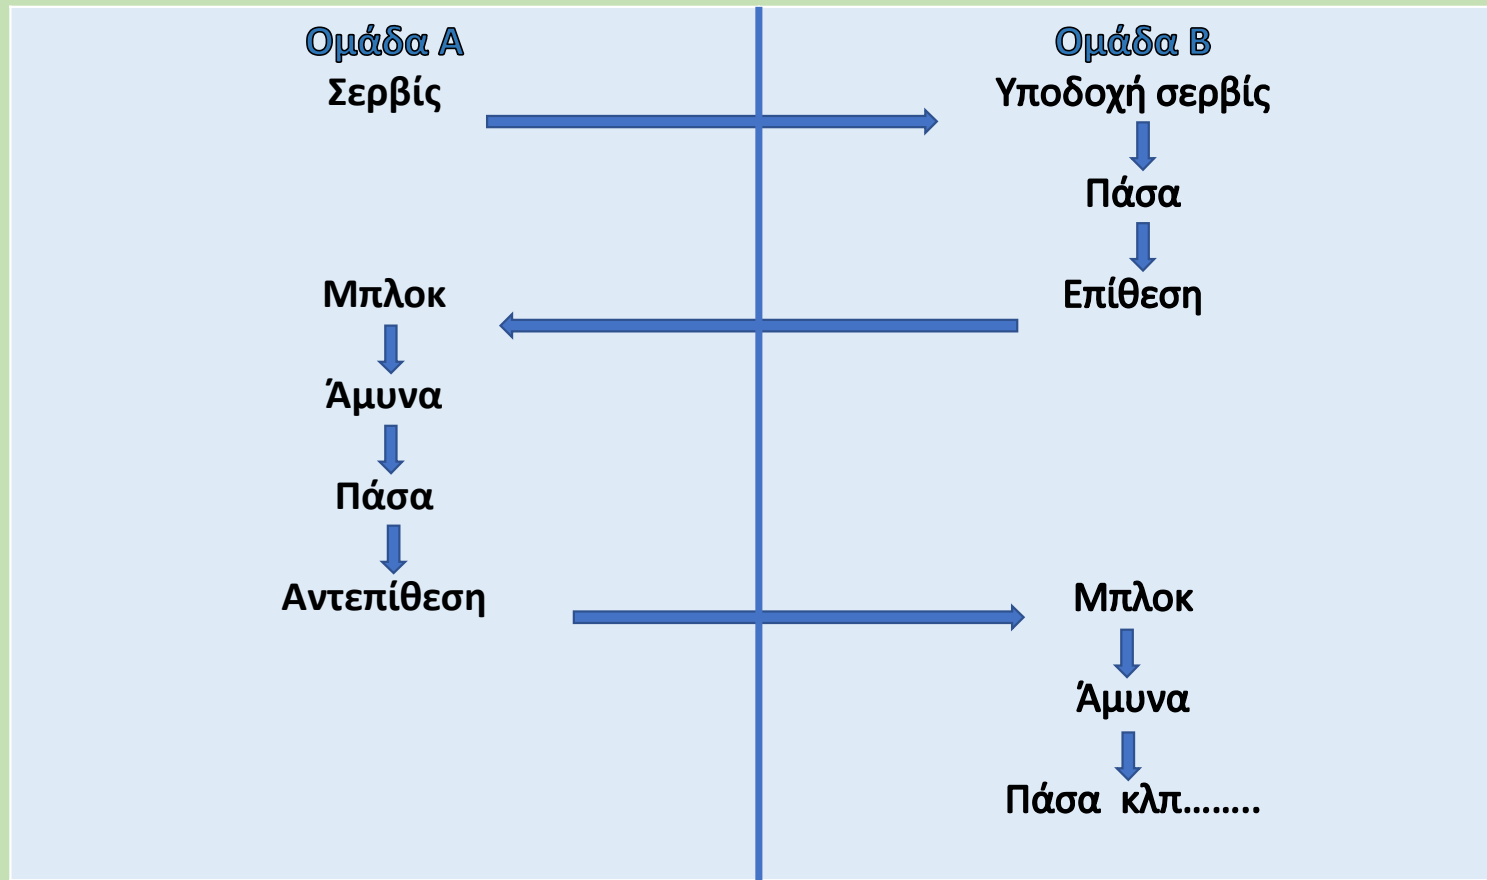 Ομάδα Α
Ομάδα Β
Σερβίς
Υποδοχή σερβίς
Πάσα
Μπλοκ
Επίθεση
Άμυνα
Πάσα
Αντεπίθεση
Μπλοκ
Άμυνα
Πάσα κλπ........